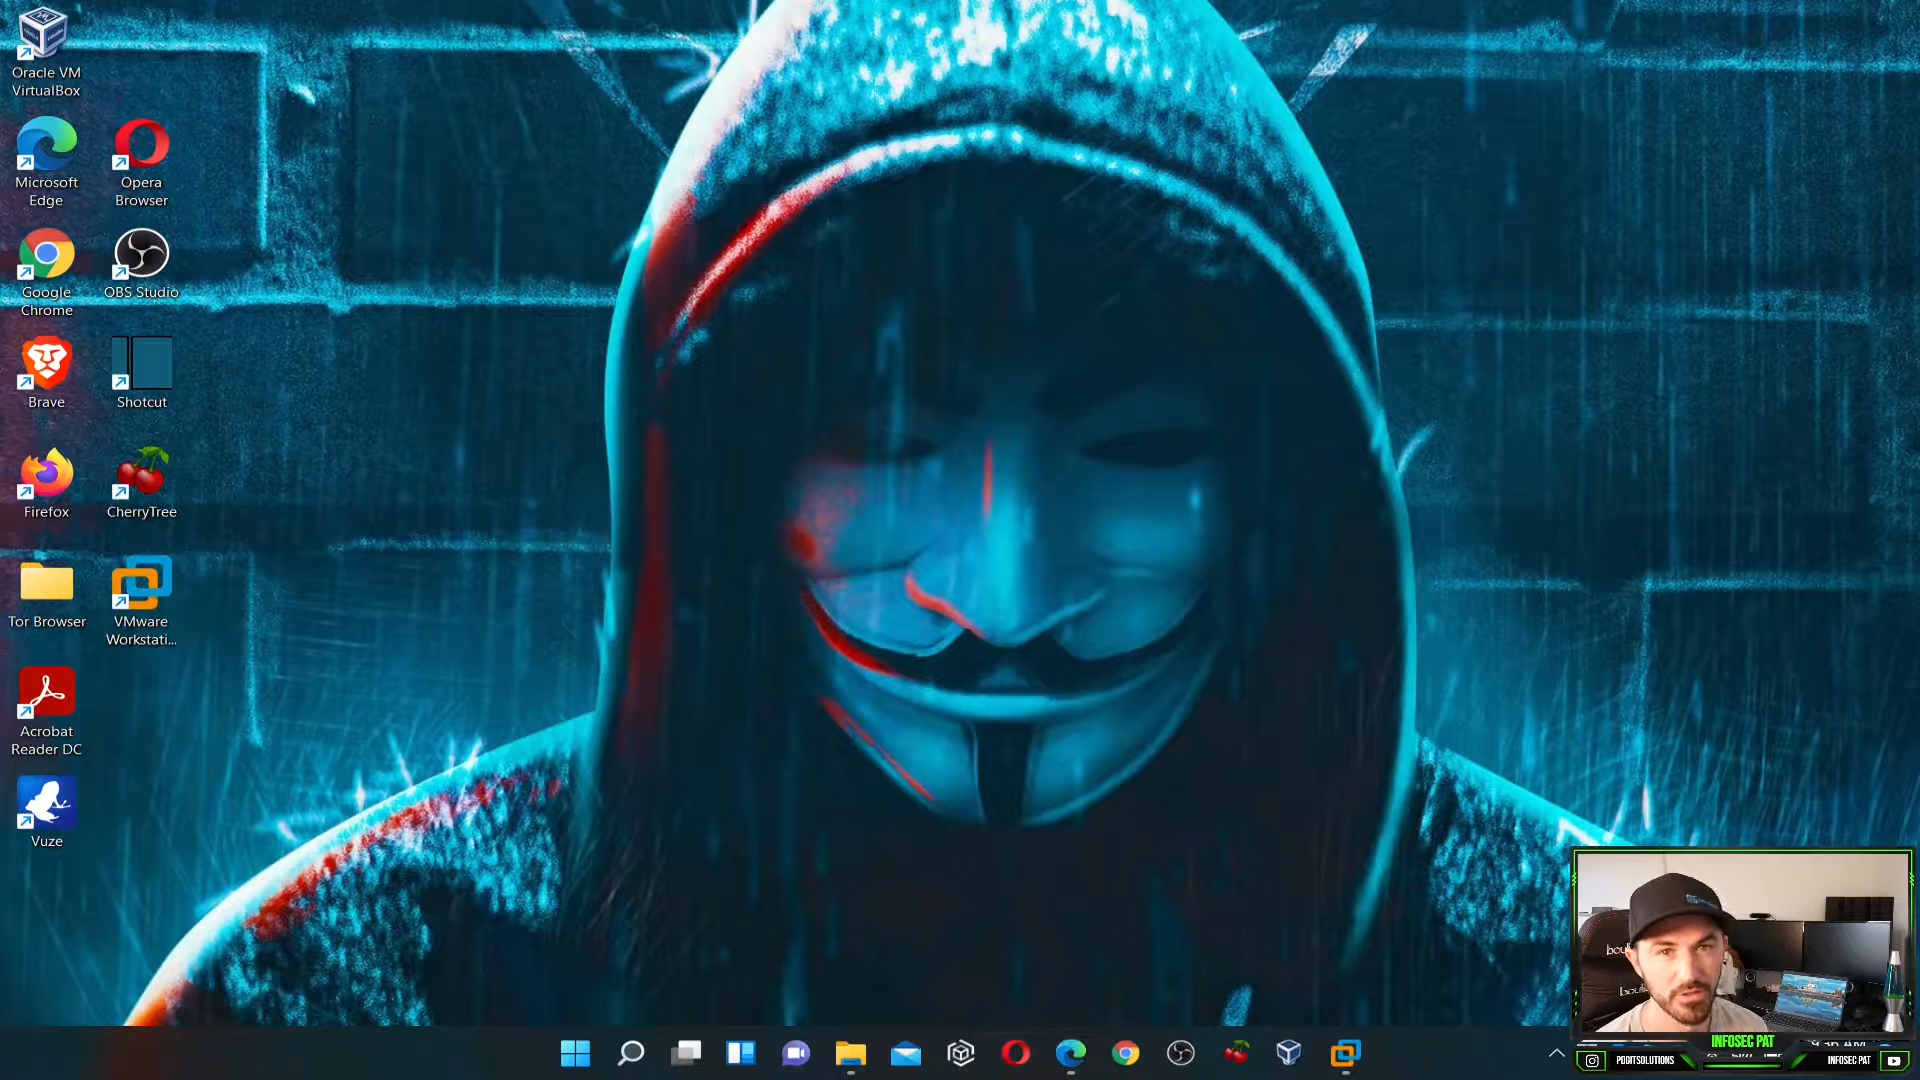 Oracle VM
VirtualBox
Microsoft
Edge
Opera
Browser
Google
Chrome
OBS Studio
Brave
Shotcut
Firefox
CherryTree
Tor Browser
VMware
Workstati...
Acrobat
Reader DC
Vuze
INFOSEC PAT
PODITSOLUTIONS
INFOSEC PAT